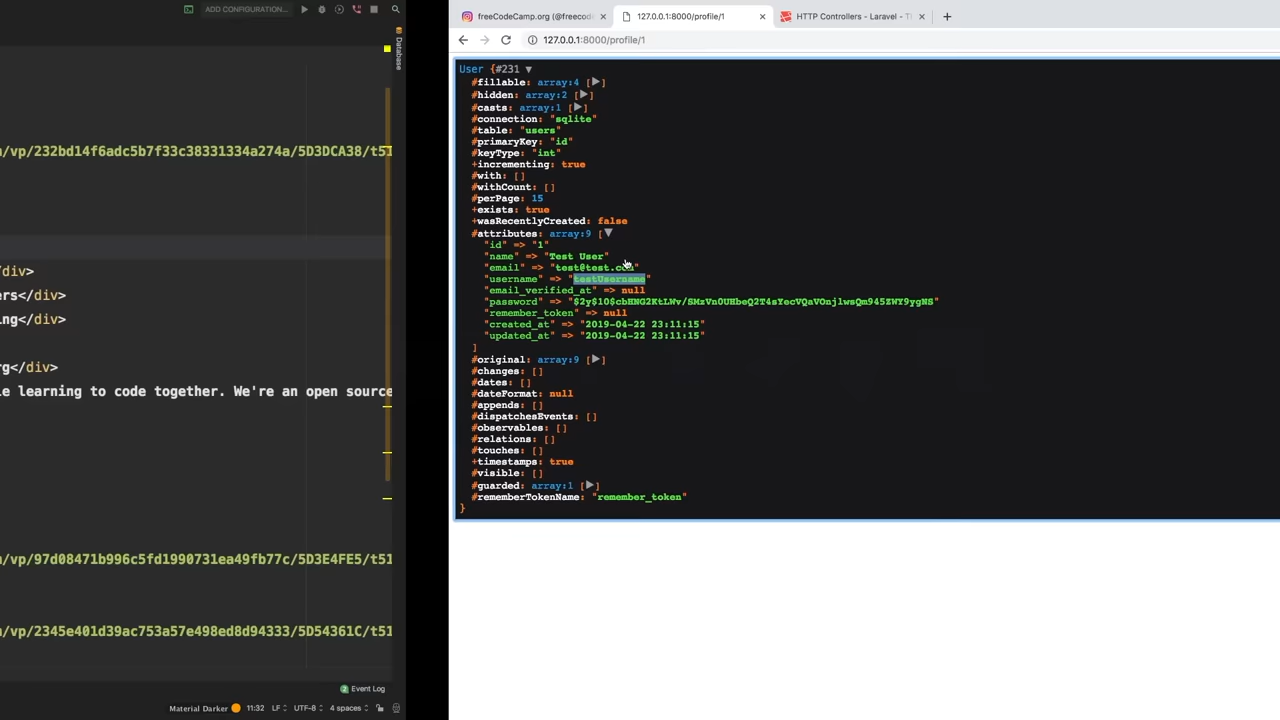 ADD CONFIGURATION...
Database
/vp/232bd14f6adc5b7f33c38331334a274a/5D3DCA38/t51
/div>
rs</div>
ng</div>
rg</div>
e learning to code together. We're an open source
/vp/97d08471b996c5fd1990731ea49fb77c/5D3E4FE5/t51
/vp/2345e401d39ac753a57e498ed8d94333/5D54361C/t51
2 Event Log
Material Darker 11:32 LF UTF-8 4 spaces
freeCodeCamp.org (@freecode
127.0.0.1:8000/profile/1
HTTP Controllers - Laravel - Th
127.0.0.1:8000/profile/1
User {#231 ▼
#fillable: array:4 [▶]
#hidden: array:2 [▶]
#casts: array:1 [▶]
#connection: "sqlite"
#table: "users"
#primaryKey: "id"
#keyType: "int"
+incrementing: true
#with: []
#withCount: []
#perPage: 15
+exists: true
+wasRecentlyCreated: false
#attributes: array:9 [▼
"id" => "1"
"name" => "Test User"
"email" => "test@test.com"
"username" => "testUsername"
"email_verified_at" => null
"password" =>
"remember_token" => null
"created_at" => "2019-04-22 23:11:15"
"updated_at" => "2019-04-22 23:11:15"
]
#original: array:9 [▶]
#changes: []
#dates: []
#dateFormat: null
#appends: []
#dispatchesEvents: []
#observables: []
#relations: []
#touches: []
+timestamps: true
#visible: []
#guarded: array:1 [▶]
#rememberTokenName: "remember_token"
}